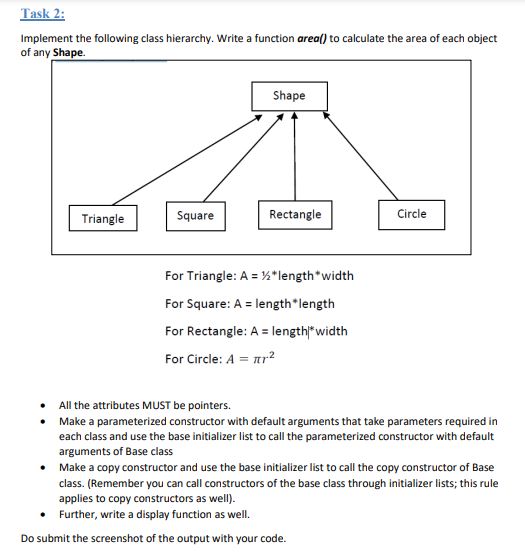 Task 2:
Implement the following class hierarchy. Write a function area() to calculate the area of each object
of any Shape.
Shape
Triangle
Square
Rectangle
Circle
For Triangle: A = ½*length*width
For Square: A = length*length
For Rectangle: A = length*width
For Circle: A = πr²
• All the attributes MUST be pointers.
• Make a parameterized constructor with default arguments that take parameters required in
each class and use the base initializer list to call the parameterized constructor with default
arguments of Base class
• Make a copy constructor and use the base initializer list to call the copy constructor of Base
class. (Remember you can call constructors of the base class through initializer lists; this rule
applies to copy constructors as well).
• Further, write a display function as well.
Do submit the screenshot of the output with your code.